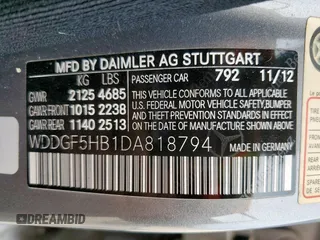 MFD BY DAIMLER AG STUTTGART
KG LBS PASSENGER CAR 792 11/12
GVWR 2125 4685 THIS VEHICLE CONFORMS TO ALL APPLICABLE
GAWR FRONT 1015 2238 U.S. FEDERAL MOTOR VEHICLE SAFETY,
GAWR REAR 1140 2513 BUMPER, AND THEFT PREVENTION
STANDARDS IN EFFECT ON THE DATE OF
MANUFACTURE SHOWN ABOVE
WDDGF5HB1DA818794
MADE IN GERMANY
DREAMBID